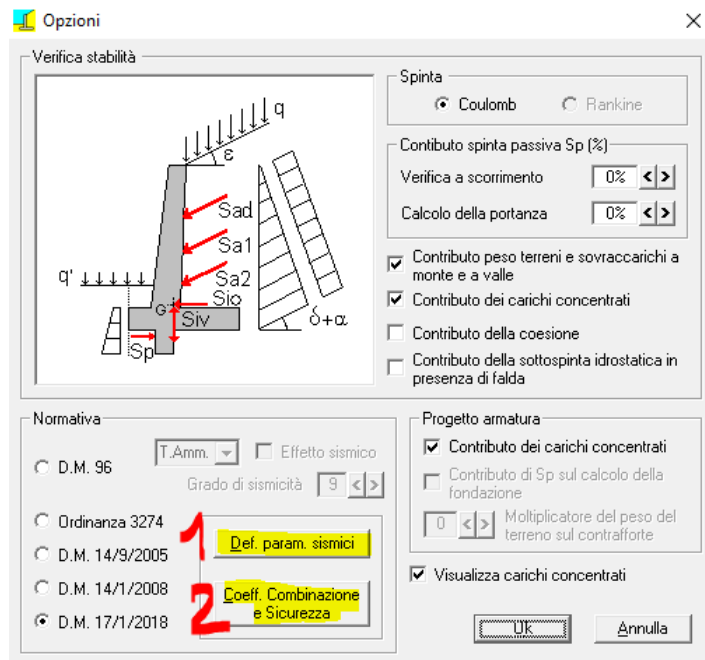 Opzioni
Verifica stabilità
q
ε
Sad
Sa1
Sa2
q'
Sio
G
Siv
δ+α
Sp
Spinta
Coulomb
Rankine
Contibuto spinta passiva Sp (%)
Verifica a scorrimento
0%
Calcolo della portanza
0%
Contributo peso terreni e sovraccarichi a
monte e a valle
Contributo dei carichi concentrati
Contributo della coesione
Contributo della sottospinta idrostatica in
presenza di falda
Normativa
D.M. 96
T.Amm.
Effetto sismico
Grado di sismicità
9
Ordinanza 3274
D.M. 14/9/2005
D.M. 14/1/2008
D.M. 17/1/2018
1
Def. param. sismici
2
Coeff. Combinazione
e Sicurezza
Progetto armatura
Contributo dei carichi concentrati
Contributo di Sp sul calcolo della
fondazione
0
Moltiplicatore del peso del
terreno sul contrafforte
Visualizza carichi concentrati
Uk
Annulla